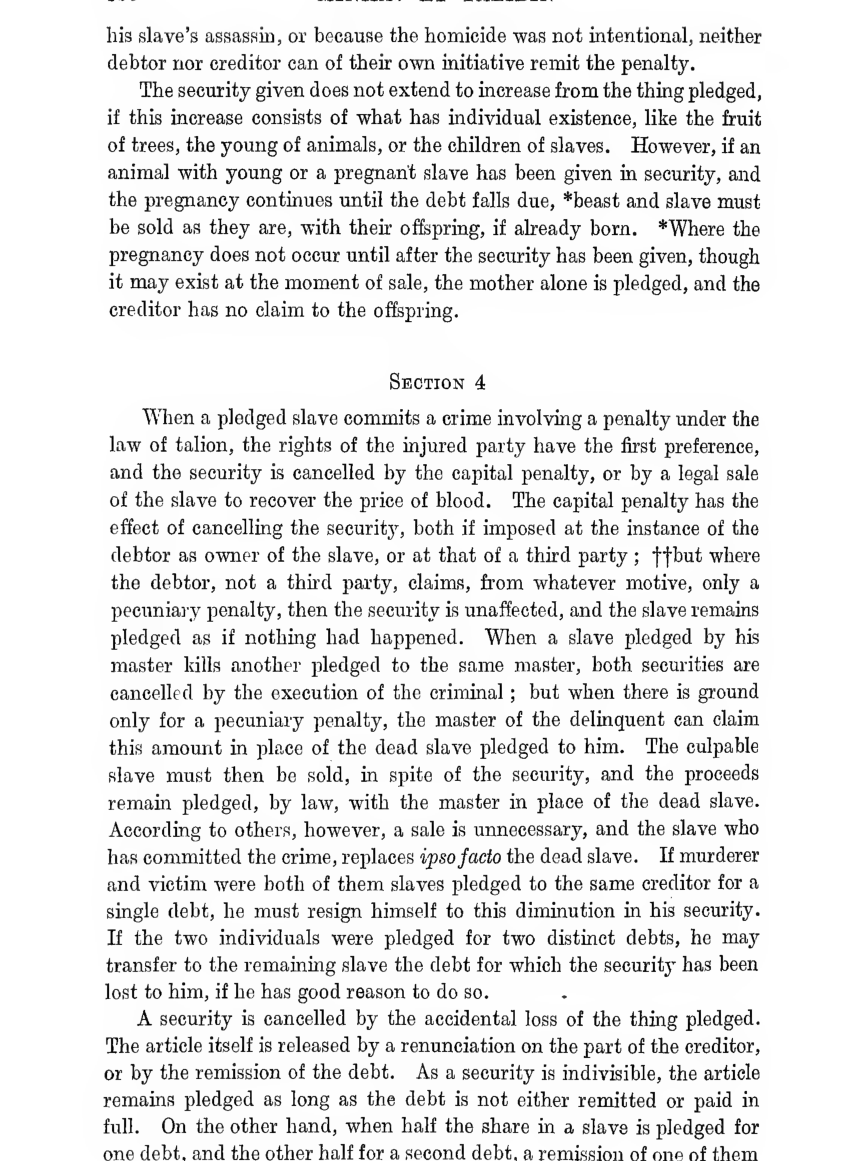 his slave's assassin, or because the homicide was not intentional, neither
debtor nor creditor can of their own initiative remit the penalty.
The security given does not extend to increase from the thing pledged,
if this increase consists of what has individual existence, like the fruit
of trees, the young of animals, or the children of slaves. However, if an
animal with young or a pregnant slave has been given in security, and
the pregnancy continues until the debt falls due, *beast and slave must
be sold as they are, with their offspring, if already born. *Where the
pregnancy does not occur until after the security has been given, though
it may exist at the moment of sale, the mother alone is pledged, and the
creditor has no claim to the offspring.
SECTION 4
When a pledged slave commits a crime involving a penalty under the
law of talion, the rights of the injured party have the first preference,
and the security is cancelled by the capital penalty, or by a legal sale
of the slave to recover the price of blood. The capital penalty has the
effect of cancelling the security, both if imposed at the instance of the
debtor as owner of the slave, or at that of a third party ; ††but where
the debtor, not a third party, claims, from whatever motive, only a
pecuniary penalty, then the security is unaffected, and the slave remains
pledged as if nothing had happened. When a slave pledged by his
master kills another pledged to the same master, both securities are
cancelled by the execution of the criminal ; but when there is ground
only for a pecuniary penalty, the master of the delinquent can claim
this amount in place of the dead slave pledged to him. The culpable
slave must then be sold, in spite of the security, and the proceeds
remain pledged, by law, with the master in place of the dead slave.
According to others, however, a sale is unnecessary, and the slave who
has committed the crime, replaces ipso facto the dead slave. If murderer
and victim were both of them slaves pledged to the same creditor for a
single debt, he must resign himself to this diminution in his security.
If the two individuals were pledged for two distinct debts, he may
transfer to the remaining slave the debt for which the security has been
lost to him, if he has good reason to do so.
A security is cancelled by the accidental loss of the thing pledged.
The article itself is released by a renunciation on the part of the creditor,
or by the remission of the debt. As a security is indivisible, the article
remains pledged as long as the debt is not either remitted or paid in
full. On the other hand, when half the share in a slave is pledged for
one debt, and the other half for a second debt, a remission of one of them